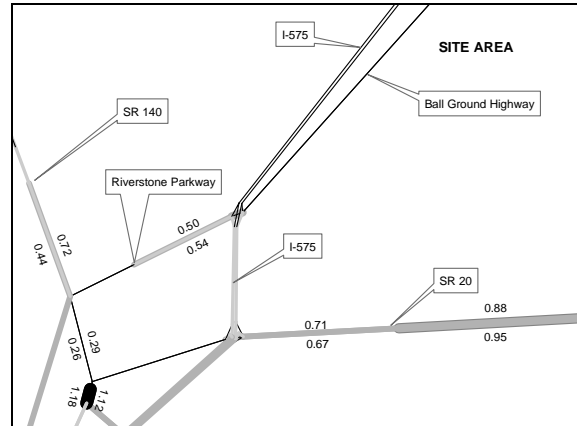 I-575
SITE AREA
Ball Ground Highway
SR 140
Riverstone Parkway
0.50
0.54
0.72
0.44
I-575
SR 20
0.88
0.71
0.67
0.95
0.29
0.26
1.12
1.18